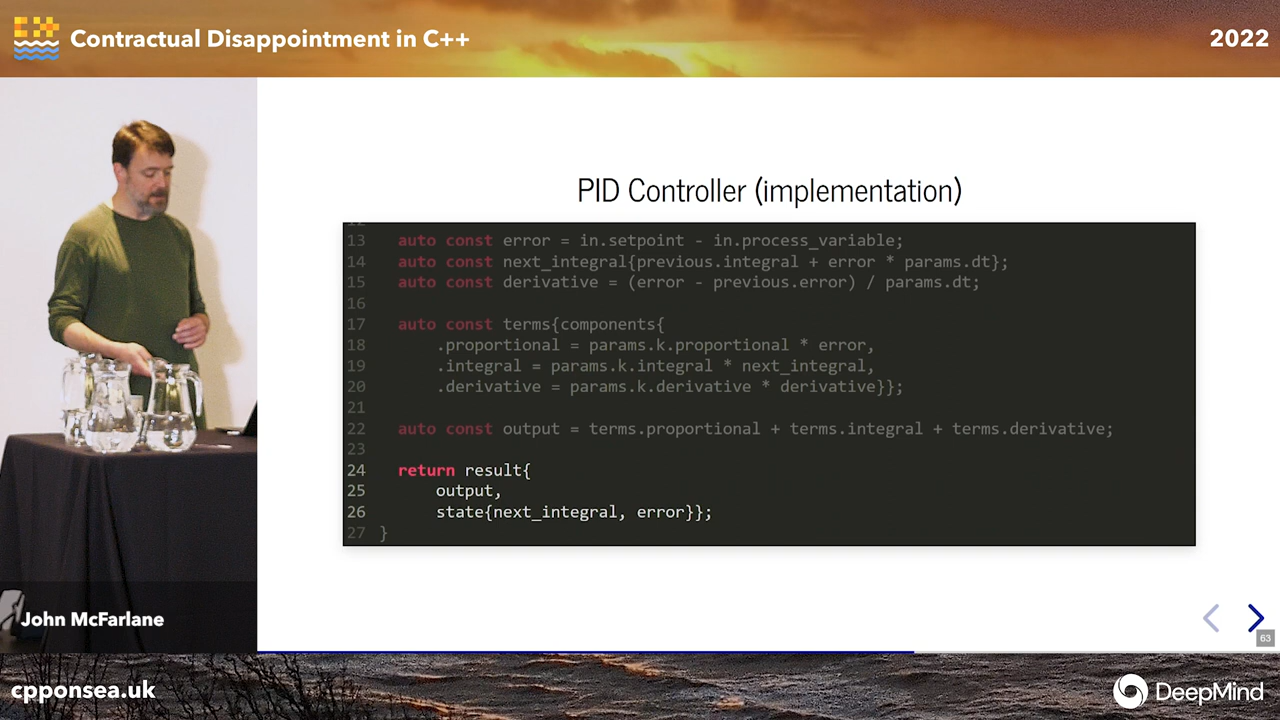 Contractual Disappointment in C++
2022
PID Controller (implementation)
13 auto const error = in.setpoint - in.process_variable;
14 auto const next_integral{previous.integral + error * params.dt};
15 auto const derivative = (error - previous.error) / params.dt;
16
17 auto const terms{components{
18 .proportional = params.k.proportional * error,
19 .integral = params.k.integral * next_integral,
20 .derivative = params.k.derivative * derivative}};
21
22 auto const output = terms.proportional + terms.integral + terms.derivative;
23
24 return result{
25 output,
26 state{next_integral, error}};
27 }
John McFarlane
63
cpponsea.uk
DeepMind